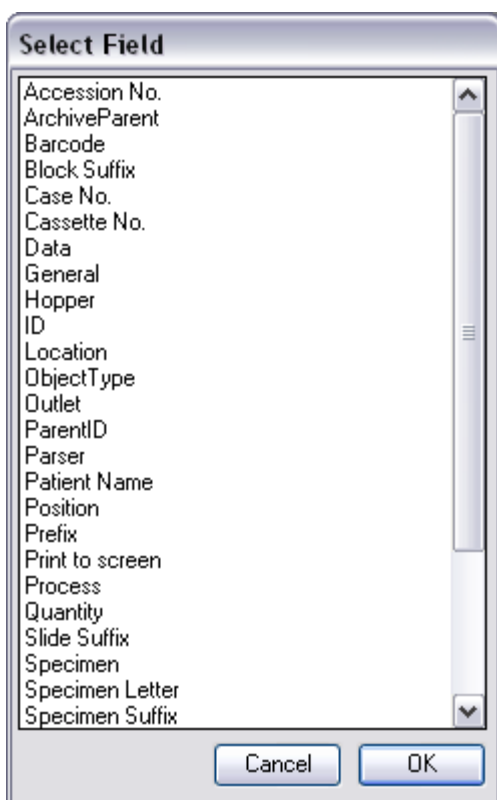 Select Field
Accession No.
ArchiveParent
Barcode
Block Suffix
Case No.
Cassette No.
Data
General
Hopper
ID
Location
ObjectType
Outlet
ParentID
Parser
Patient Name
Position
Prefix
Print to screen
Process
Quantity
Slide Suffix
Specimen
Specimen Letter
Specimen Suffix
Cancel OK